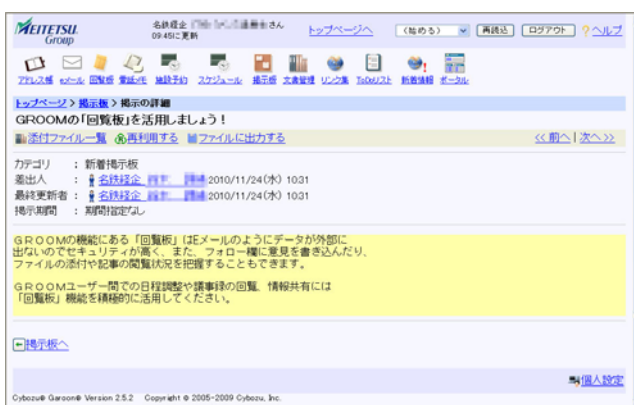 MEITETSU
Group
名鉄経企 さん
09:45に更新
トップページへ (始める) 再読込 ログアウト ヘルプ
アドレス帳 eメール 回覧板 電話メモ 施設予約 スケジュール 掲示板 文書管理 リンク集 ToDoリスト 新着情報 ポータル
トップページ > 掲示板 > 掲示の詳細
GROOMの「回覧板」を活用しましょう!
添付ファイル一覧 再利用する ファイルに出力する <<前へ | 次へ>>
カテゴリ : 新着掲示板
差出人 : 名鉄経企 2010/11/24(水) 10:31
最終更新者 : 名鉄経企 2010/11/24(水) 10:31
掲示期間 : 期間指定なし
GROOMの機能にある「回覧板」はEメールのようにデータが外部に
出ないのでセキュリティが高く、また、フォロー欄に意見を書き込んだり、
ファイルの添付や記事の閲覧状況を把握することもできます。
GROOMユーザー間での日程調整や議事録の回覧、情報共有には
「回覧板」機能を積極的に活用してください。
掲示板へ
個人設定
Cybozu® Garoon® Version 2.5.2 Copyright © 2005-2009 Cybozu, Inc.